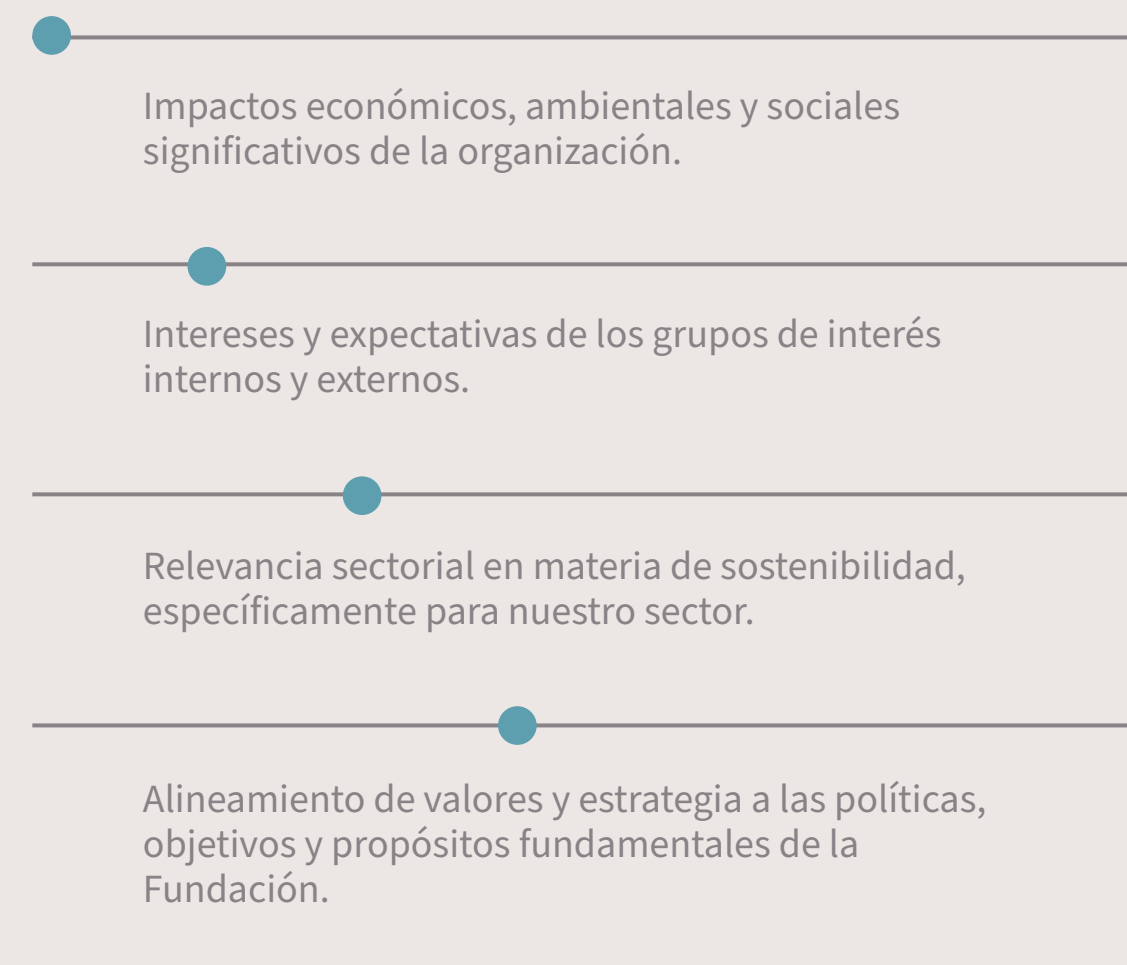 Impactos económicos, ambientales y sociales
significativos de la organización.
Intereses y expectativas de los grupos de interés
internos y externos.
Relevancia sectorial en materia de sostenibilidad,
específicamente para nuestro sector.
Alineamiento de valores y estrategia a las políticas,
objetivos y propósitos fundamentales de la
Fundación.